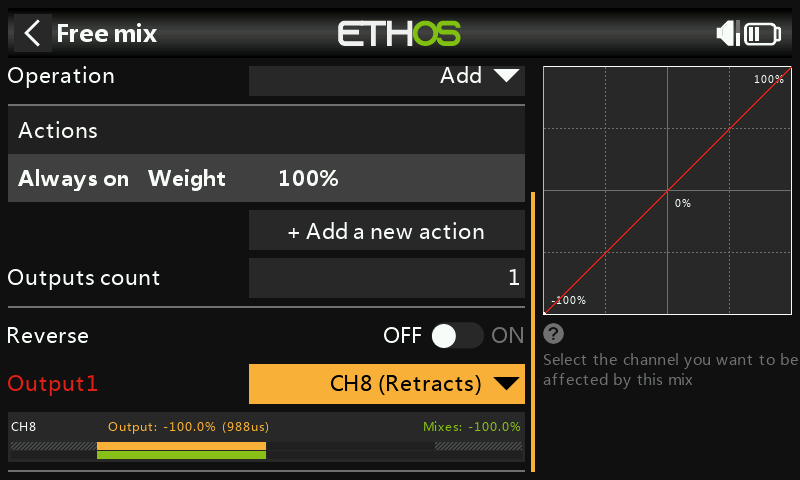 Free mix
ETHOS
Operation Add
Actions
Always on Weight 100%
+ Add a new action
Outputs count 1
Reverse OFF ON
Output1 CH8 (Retracts)
CH8 Output: -100.0% (988us) Mixes: -100.0%
100%
0%
-100%
?
Select the channel you want to be
affected by this mix